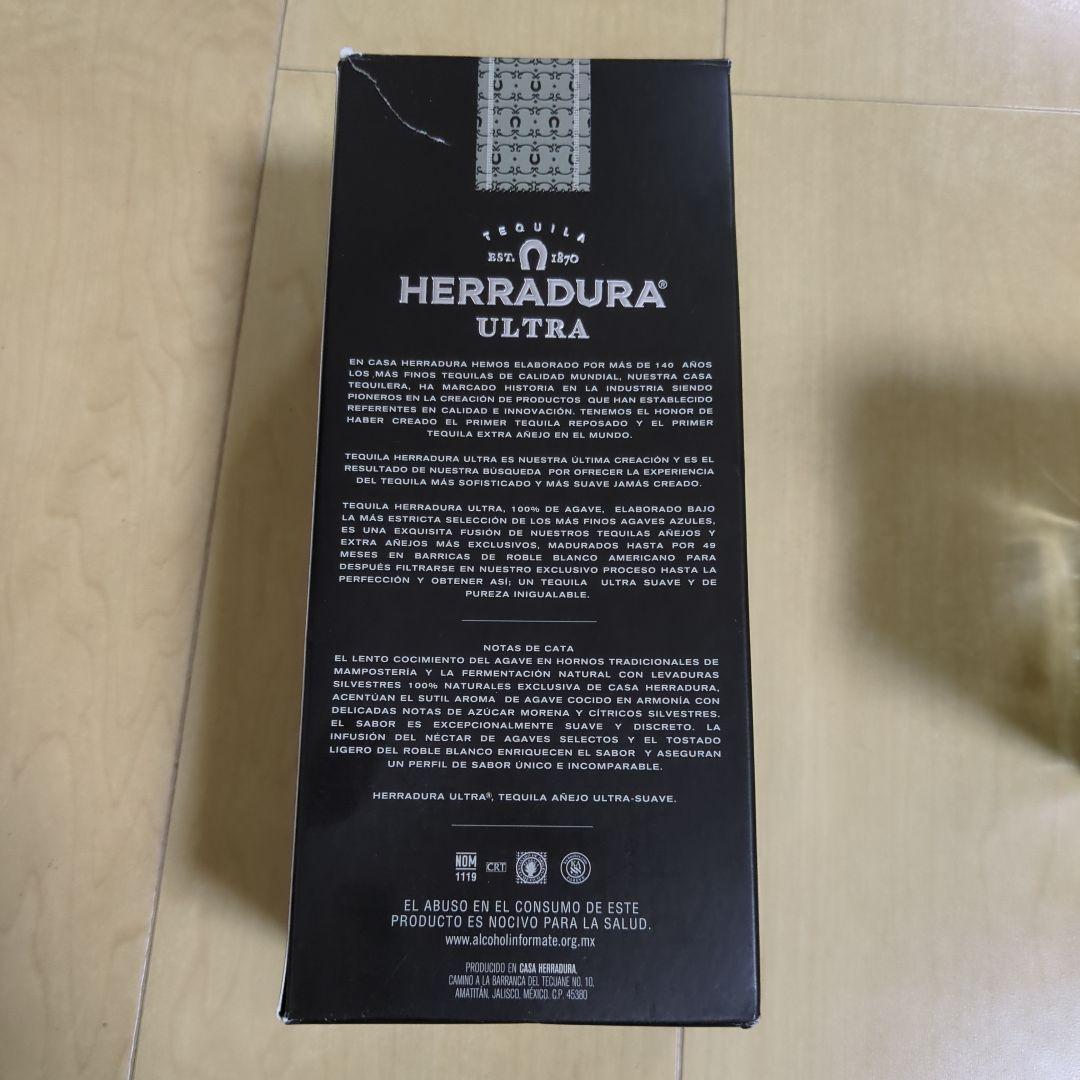 TEQUILA
EST. 1870
HERRADURA®
ULTRA
EN CASA HERRADURA HEMOS ELABORADO POR MÁS DE 140 AÑOS
LOS MÁS FINOS TEQUILAS DE CALIDAD MUNDIAL, NUESTRA CASA
TEQUILERA, HA MARCADO HISTORIA EN LA INDUSTRIA SIENDO
PIONEROS EN LA CREACIÓN DE PRODUCTOS QUE HAN ESTABLECIDO
REFERENTES EN CALIDAD E INNOVACIÓN. TENEMOS EL HONOR DE
HABER CREADO EL PRIMER TEQUILA REPOSADO Y EL PRIMER
TEQUILA EXTRA AÑEJO EN EL MUNDO.
TEQUILA HERRADURA ULTRA ES NUESTRA ÚLTIMA CREACIÓN Y ES EL
RESULTADO DE NUESTRA BÚSQUEDA POR OFRECER LA EXPERIENCIA
DEL TEQUILA MÁS SOFISTICADO Y MÁS SUAVE JAMÁS CREADO.
TEQUILA HERRADURA ULTRA, 100% DE AGAVE, ELABORADO BAJO
LA MÁS ESTRICTA SELECCIÓN DE LOS MÁS FINOS AGAVES AZULES,
ES UNA EXQUISITA FUSIÓN DE NUESTROS TEQUILAS AÑEJOS Y
EXTRA AÑEJOS MÁS EXCLUSIVOS, MADURADOS HASTA POR 49
MESES EN BARRICAS DE ROBLE BLANCO AMERICANO PARA
DESPUÉS FILTRARSE EN NUESTRO EXCLUSIVO PROCESO HASTA LA
PERFECCIÓN Y OBTENER ASÍ; UN TEQUILA ULTRA SUAVE Y DE
PUREZA INIGUALABLE.
NOTAS DE CATA
EL LENTO COCIMIENTO DEL AGAVE EN HORNOS TRADICIONALES DE
MAMPOSTERÍA Y LA FERMENTACIÓN NATURAL CON LEVADURAS
SILVESTRES 100% NATURALES EXCLUSIVA DE CASA HERRADURA,
ACENTÚAN EL SUTIL AROMA DE AGAVE COCIDO EN ARMONÍA CON
DELICADAS NOTAS DE AZÚCAR MORENA Y CÍTRICOS SILVESTRES.
EL SABOR ES EXCEPCIONALMENTE SUAVE Y DISCRETO. LA
INFUSIÓN DEL NÉCTAR DE AGAVES SELECTOS Y EL TOSTADO
LIGERO DEL ROBLE BLANCO ENRIQUECEN EL SABOR Y ASEGURAN
UN PERFIL DE SABOR ÚNICO E INCOMPARABLE.
HERRADURA ULTRA®, TEQUILA AÑEJO ULTRA-SUAVE.
NOM
1119
CRT
EL ABUSO EN EL CONSUMO DE ESTE
PRODUCTO ES NOCIVO PARA LA SALUD.
www.alcoholinformate.org.mx
PRODUCIDO EN CASA HERRADURA,
CAMINO A LA BARRANCA DEL TECUANE NO. 10,
AMATITÁN, JALISCO, MÉXICO. C.P. 45380